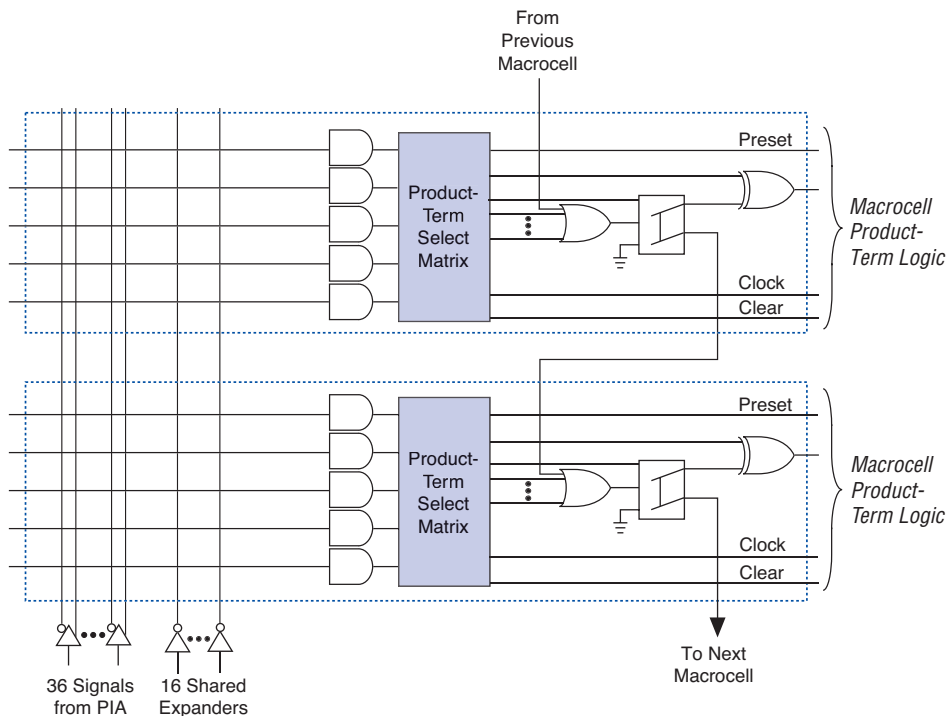 From
Previous
Macrocell
Preset
Product-
Term
Select
Matrix
Macrocell
Product-
Term Logic
Clock
Clear
Preset
Product-
Term
Select
Matrix
Macrocell
Product-
Term Logic
Clock
Clear
36 Signals
from PIA
16 Shared
Expanders
To Next
Macrocell